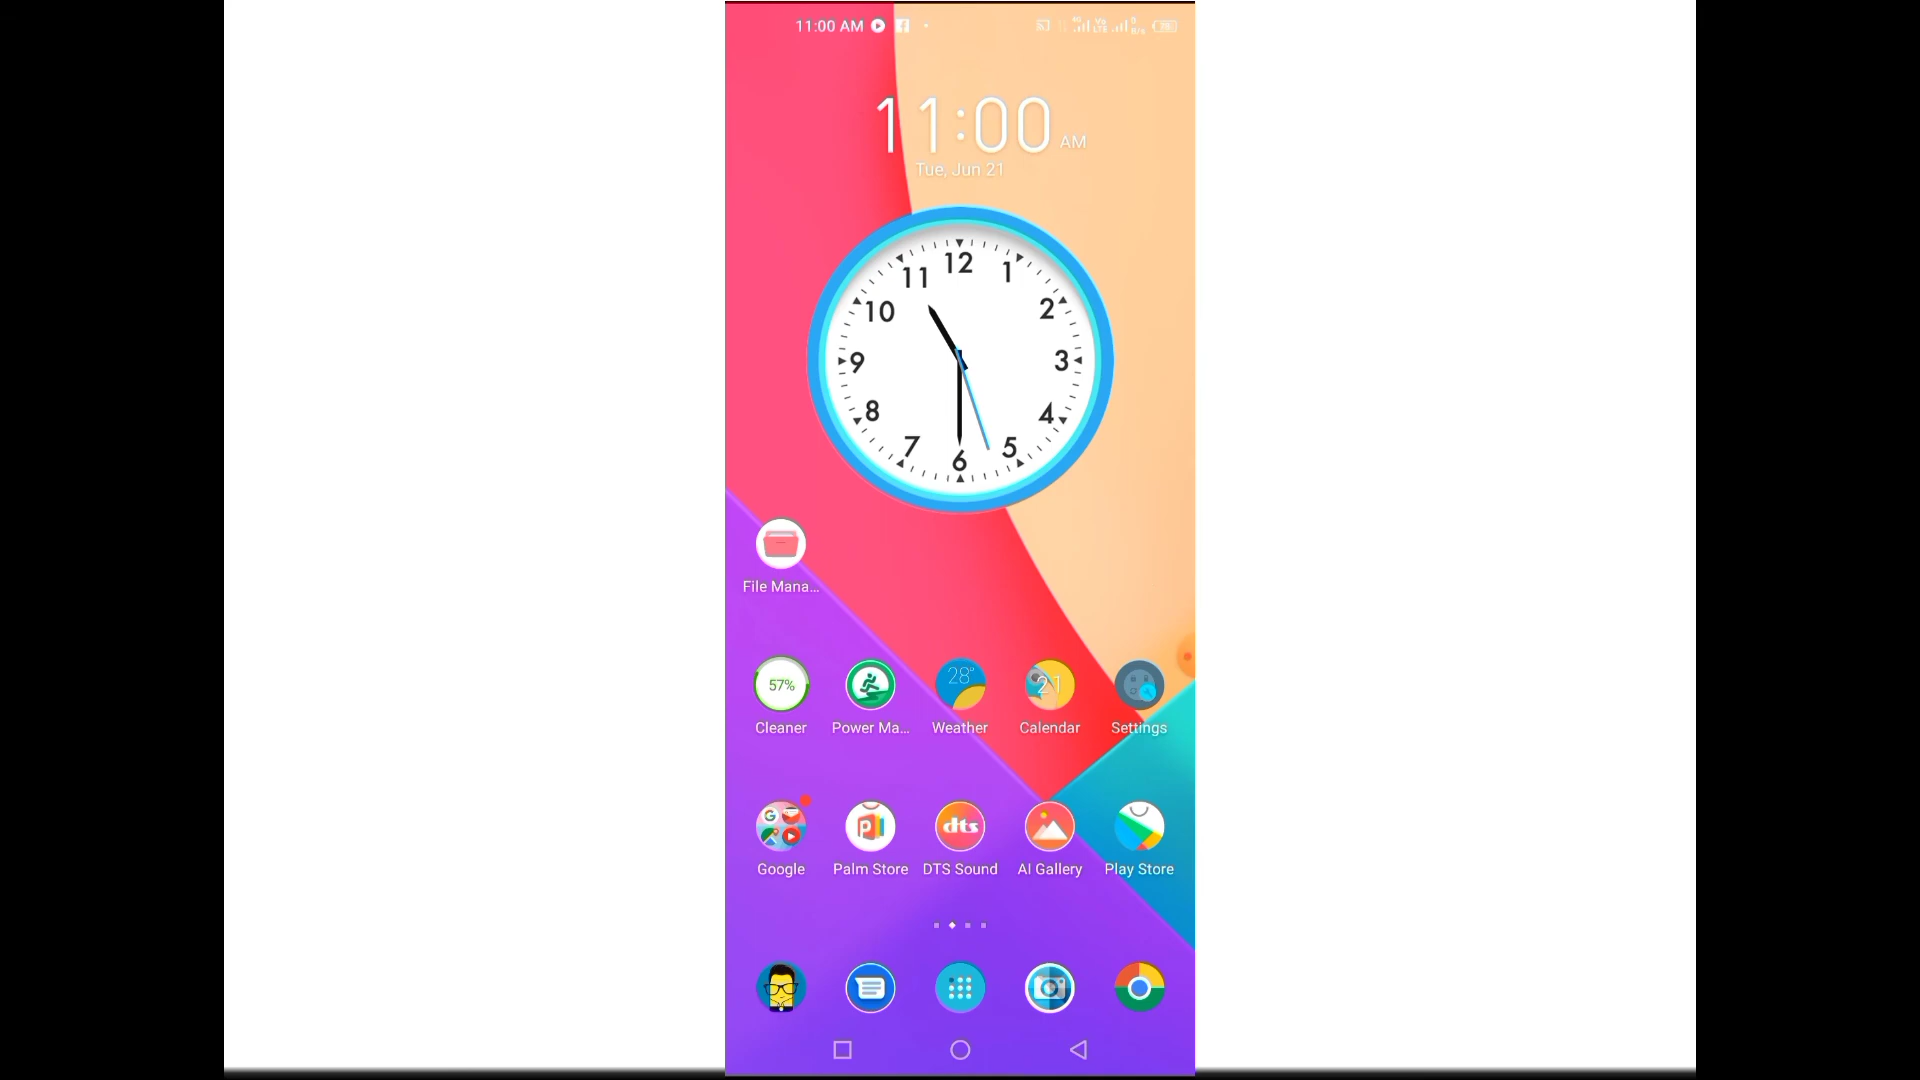 11:00 AM
11:00 AM
Tue, Jun 21
12
11 1
10 2
9 3
8 4
7 5
6
File Mana...
57% 28° 21
Cleaner Power Ma... Weather Calendar Settings
dts
Google Palm Store DTS Sound AI Gallery Play Store